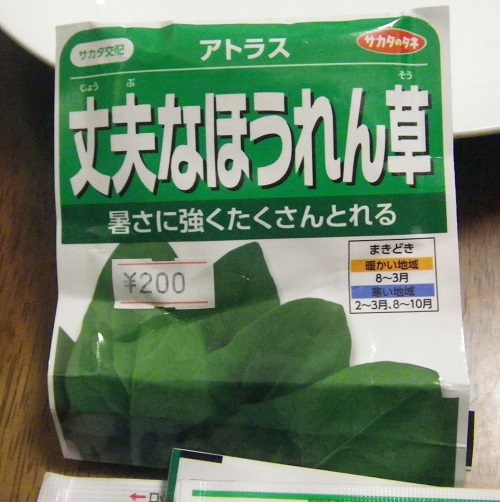 サカタ交配
アトラス
サカタのタネ
じょう ぶ そう
丈夫なほうれん草
暑さに強くたくさんとれる
¥200
まきどき
暖かい地域
8〜3月
寒い地域
2〜3月、8〜10月